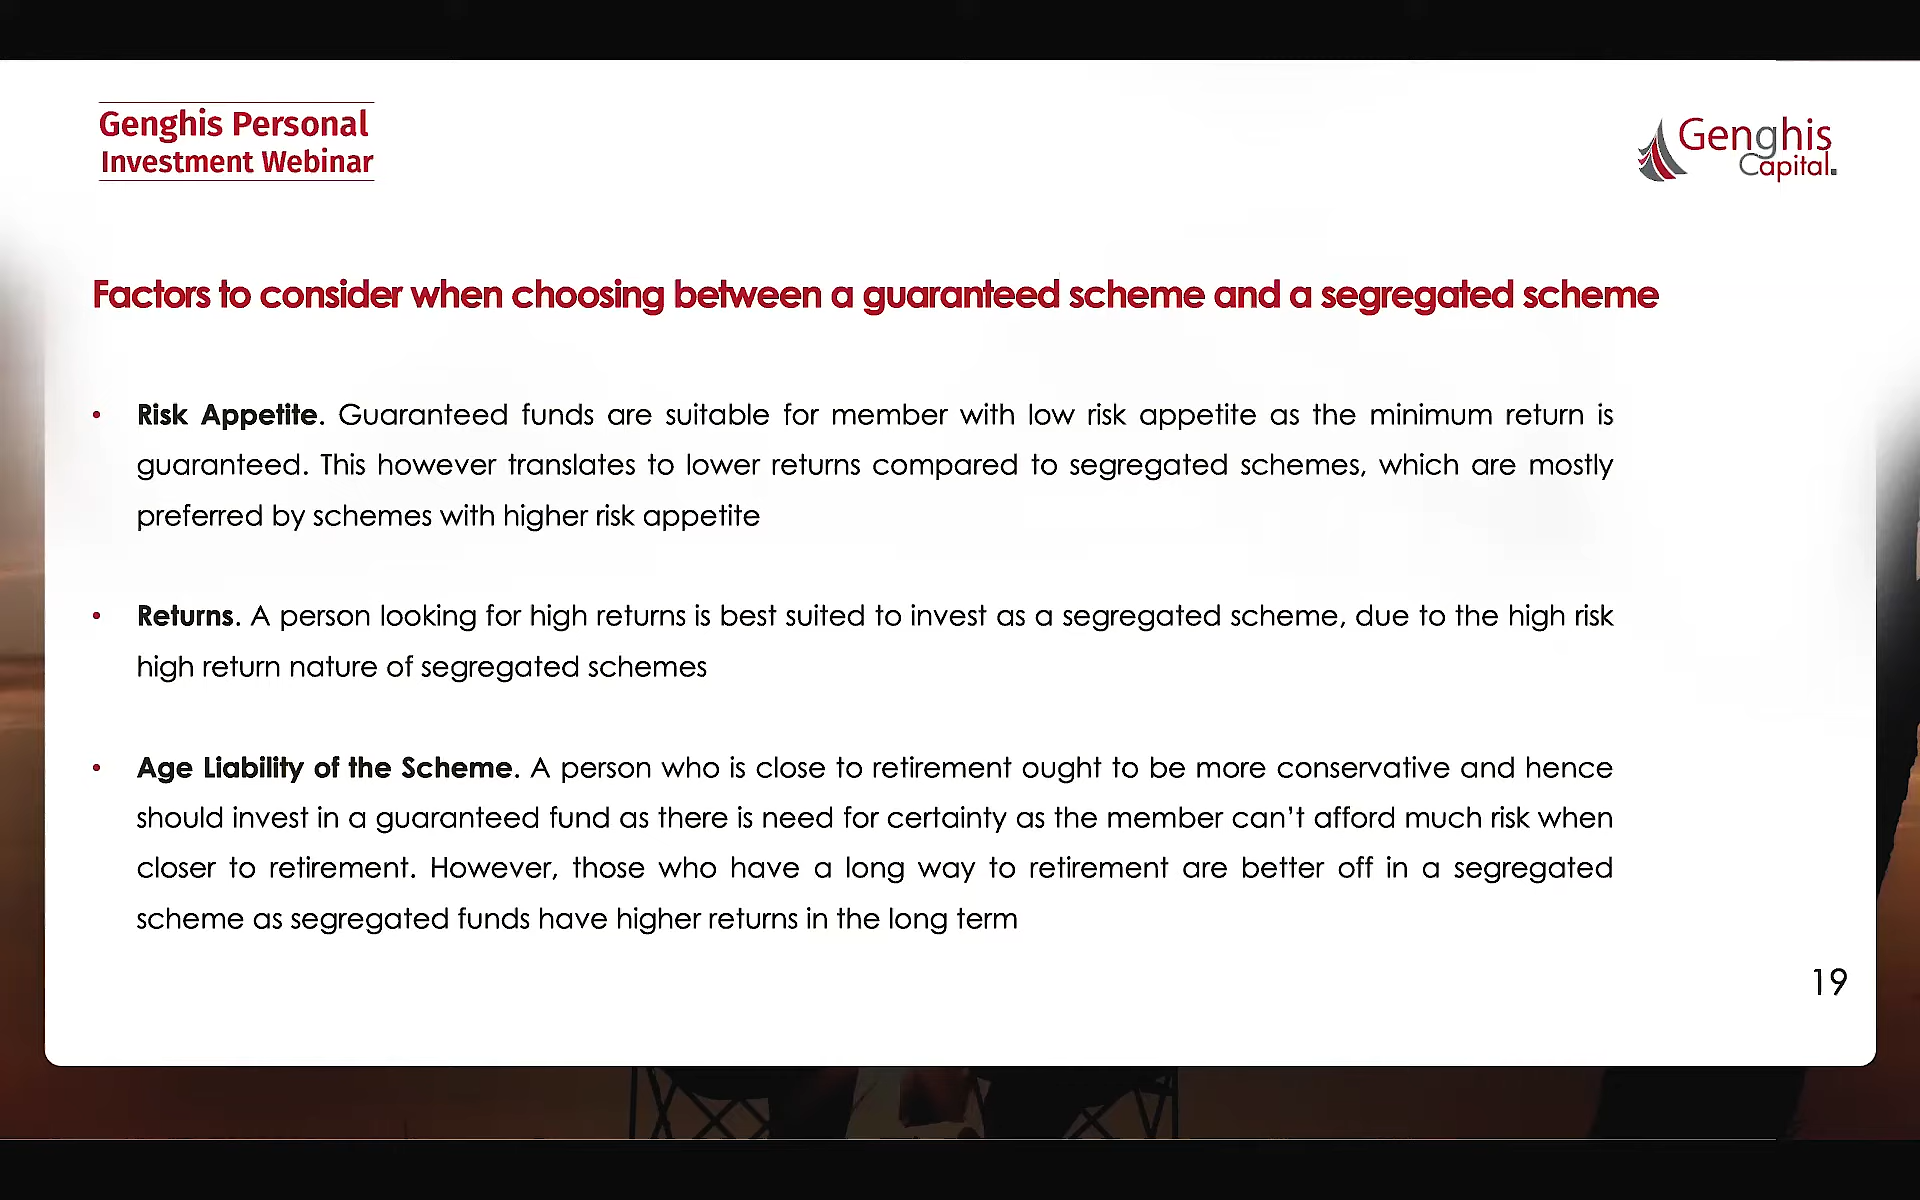 Genghis Personal
Investment Webinar
Genghis
Capital.
Factors to consider when choosing between a guaranteed scheme and a segregated scheme
• Risk Appetite. Guaranteed funds are suitable for member with low risk appetite as the minimum return is
guaranteed. This however translates to lower returns compared to segregated schemes, which are mostly
preferred by schemes with higher risk appetite
• Returns. A person looking for high returns is best suited to invest as a segregated scheme, due to the high risk
high return nature of segregated schemes
• Age Liability of the Scheme. A person who is close to retirement ought to be more conservative and hence
should invest in a guaranteed fund as there is need for certainty as the member can't afford much risk when
closer to retirement. However, those who have a long way to retirement are better off in a segregated
scheme as segregated funds have higher returns in the long term
19